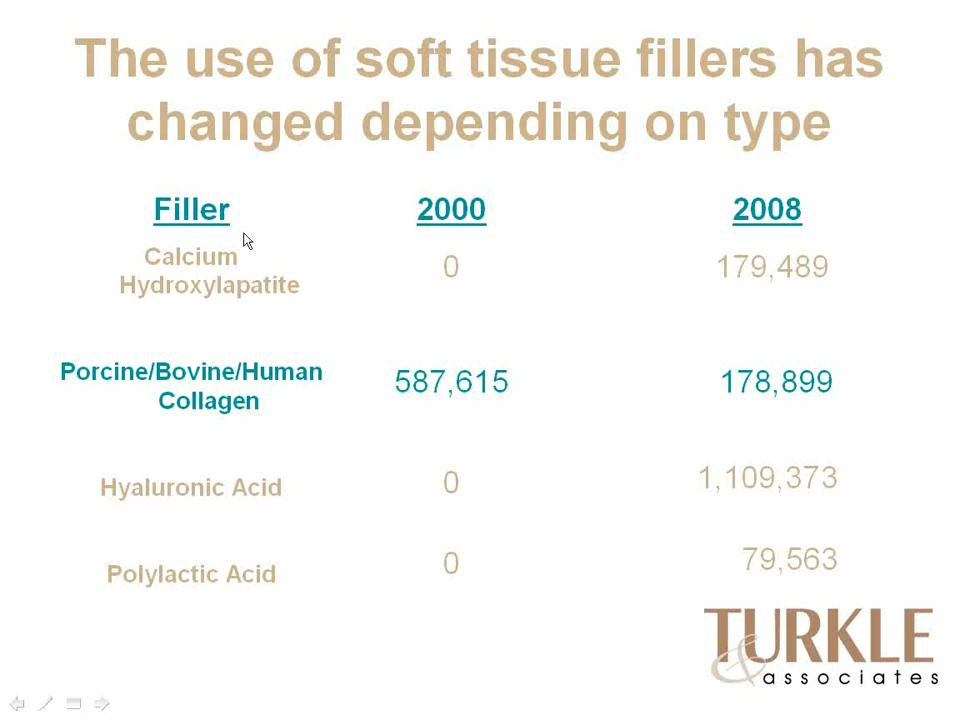 The use of soft tissue fillers has
changed depending on type
Filler 2000 2008
Calcium
Hydroxylapatite 0 179,489
Porcine/Bovine/Human
Collagen 587,615 178,899
Hyaluronic Acid 0 1,109,373
Polylactic Acid 0 79,563
TURKLE
& associates